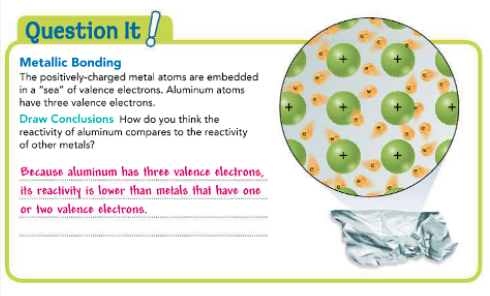 Question It!
Metallic Bonding
The positively-charged metal atoms are embedded
in a "sea" of valence electrons. Aluminum atoms
have three valence electrons.
Draw Conclusions How do you think the
reactivity of aluminum compares to the reactivity
of other metals?
Because aluminum has three valence electrons,
its reactivity is lower than metals that have one
or two valence electrons.